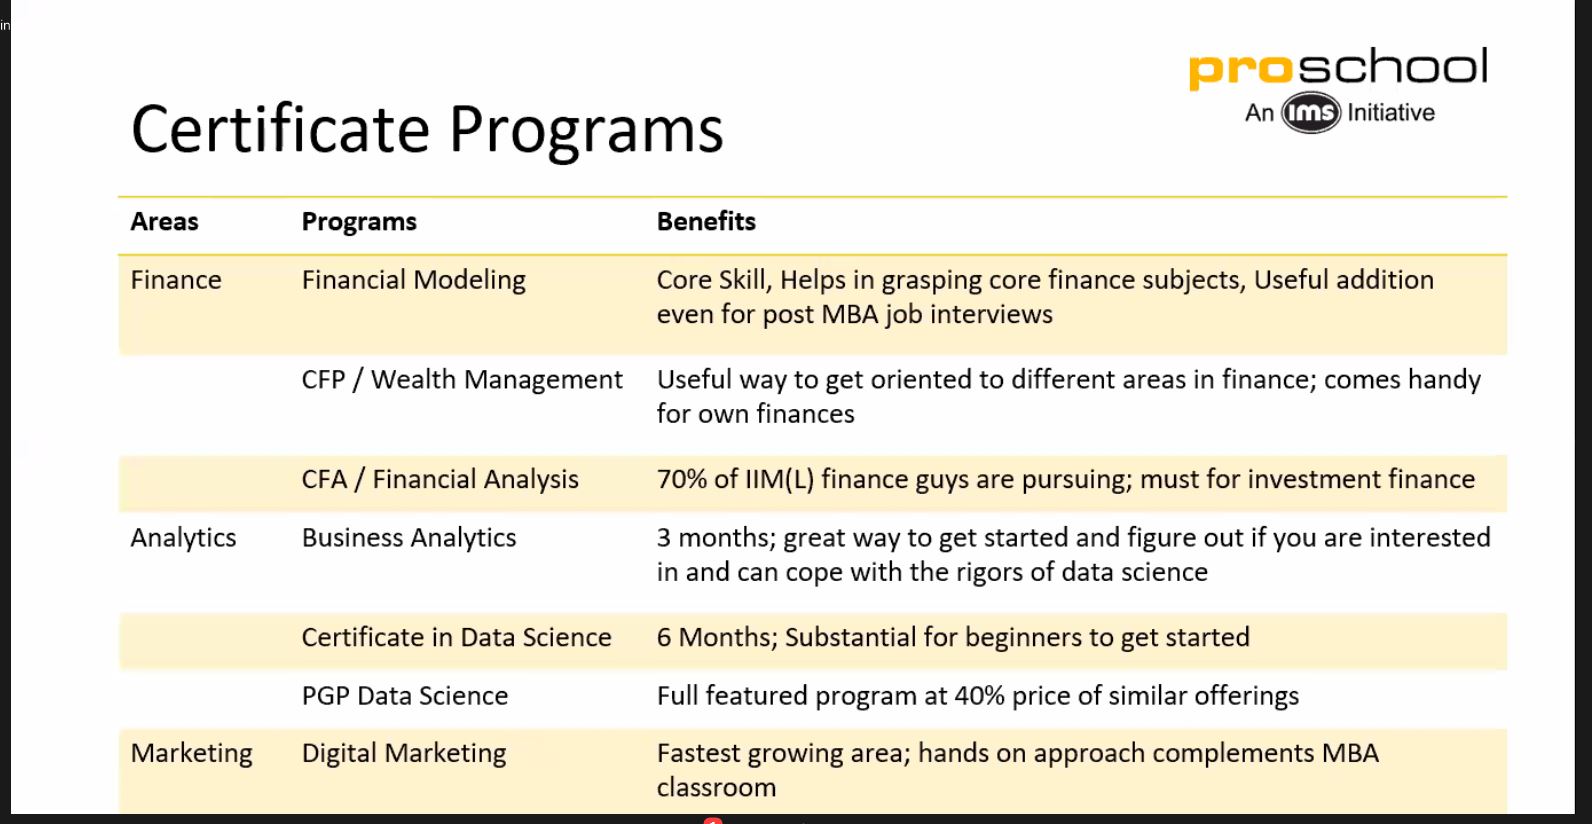 in
proschool
An ims Initiative
Certificate Programs
Areas Programs Benefits
Finance Financial Modeling Core Skill, Helps in grasping core finance subjects, Useful addition
even for post MBA job interviews
CFP / Wealth Management Useful way to get oriented to different areas in finance; comes handy
for own finances
CFA / Financial Analysis 70% of IIM(L) finance guys are pursuing; must for investment finance
Analytics Business Analytics 3 months; great way to get started and figure out if you are interested
in and can cope with the rigors of data science
Certificate in Data Science 6 Months; Substantial for beginners to get started
PGP Data Science Full featured program at 40% price of similar offerings
Marketing Digital Marketing Fastest growing area; hands on approach complements MBA
classroom